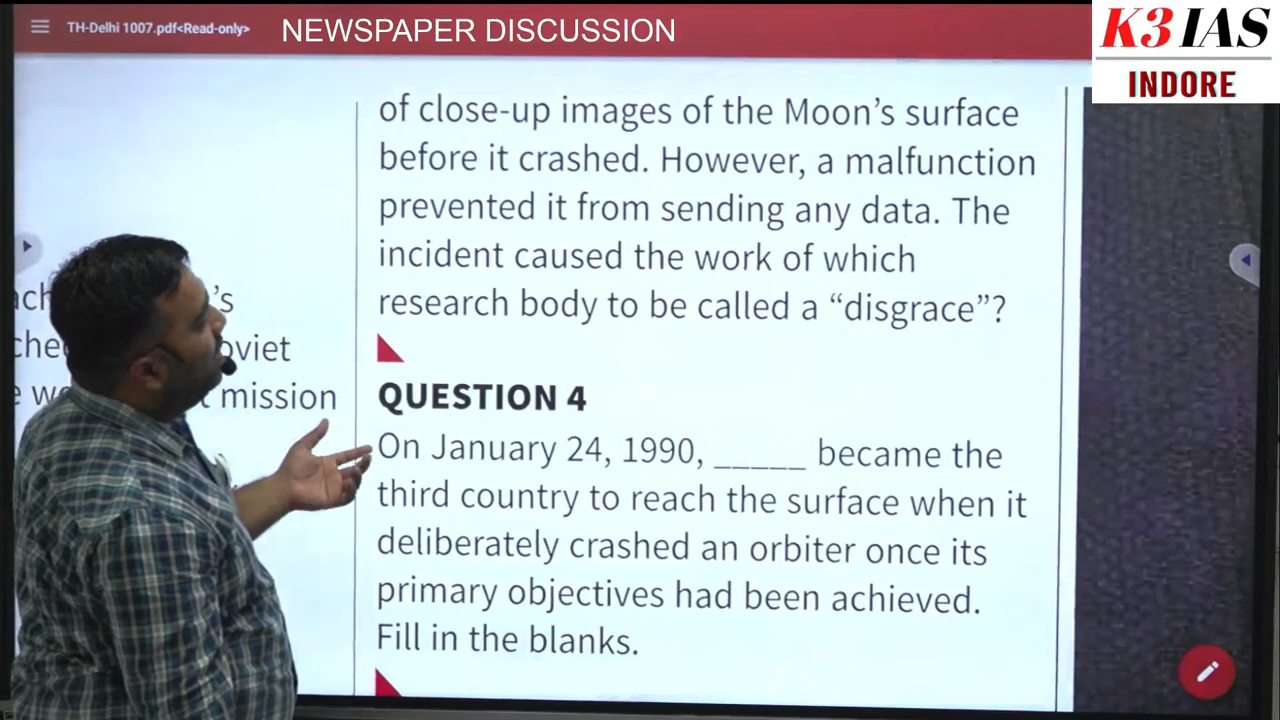 TH-Delhi 1007.pdf<Read-only>
NEWSPAPER DISCUSSION
K3 IAS
INDORE
's
oviet
mission
of close-up images of the Moon's surface
before it crashed. However, a malfunction
prevented it from sending any data. The
incident caused the work of which
research body to be called a “disgrace”?
QUESTION 4
On January 24, 1990, _____ became the
third country to reach the surface when it
deliberately crashed an orbiter once its
primary objectives had been achieved.
Fill in the blanks.